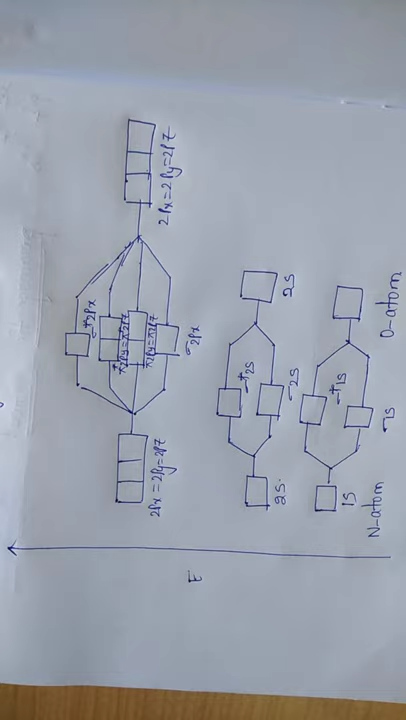 σ*2Px
π*2Py=π*2PZ
2Px=2Py=2PZ
2Px=2Py=2PZ
π2Py=π2PZ
σ2Px
E
σ*2S
2S
2S
σ2S
σ*1S
1S
σ1S
N-atom
O-atom